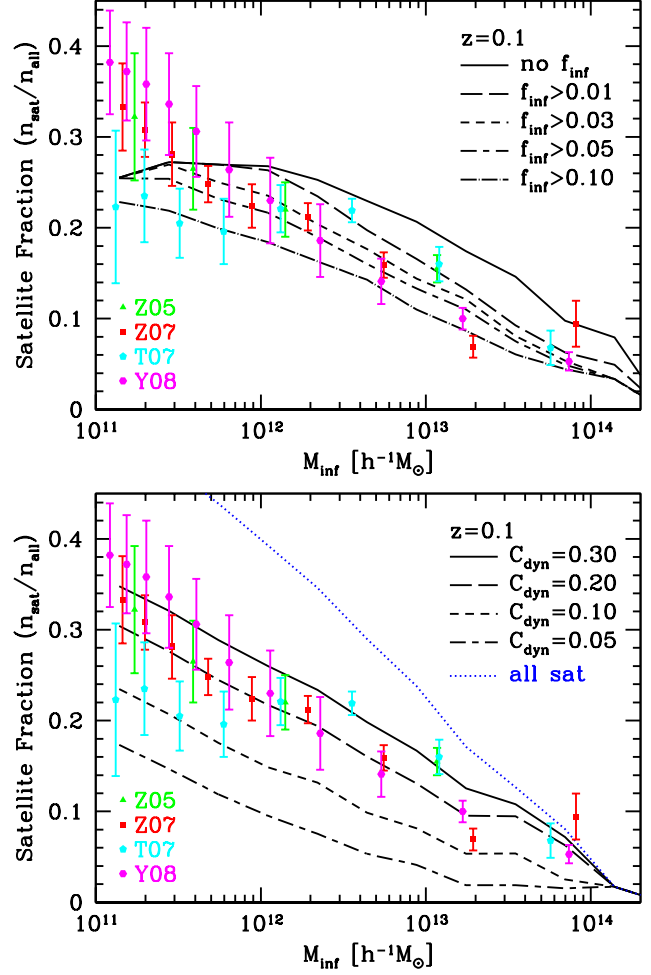 z=0.1
no f_inf
f_inf>0.01
f_inf>0.03
f_inf>0.05
f_inf>0.10
Z05
Z07
T07
Y08
0.4
0.3
0.2
0.1
0
Satellite Fraction (n_sat/n_all)
10^11 10^12 10^13 10^14
M_inf [h^−1M_⊙]
z=0.1
C_dyn=0.30
C_dyn=0.20
C_dyn=0.10
C_dyn=0.05
all sat
Z05
Z07
T07
Y08
0.4
0.3
0.2
0.1
0
Satellite Fraction (n_sat/n_all)
10^11 10^12 10^13 10^14
M_inf [h^−1M_⊙]